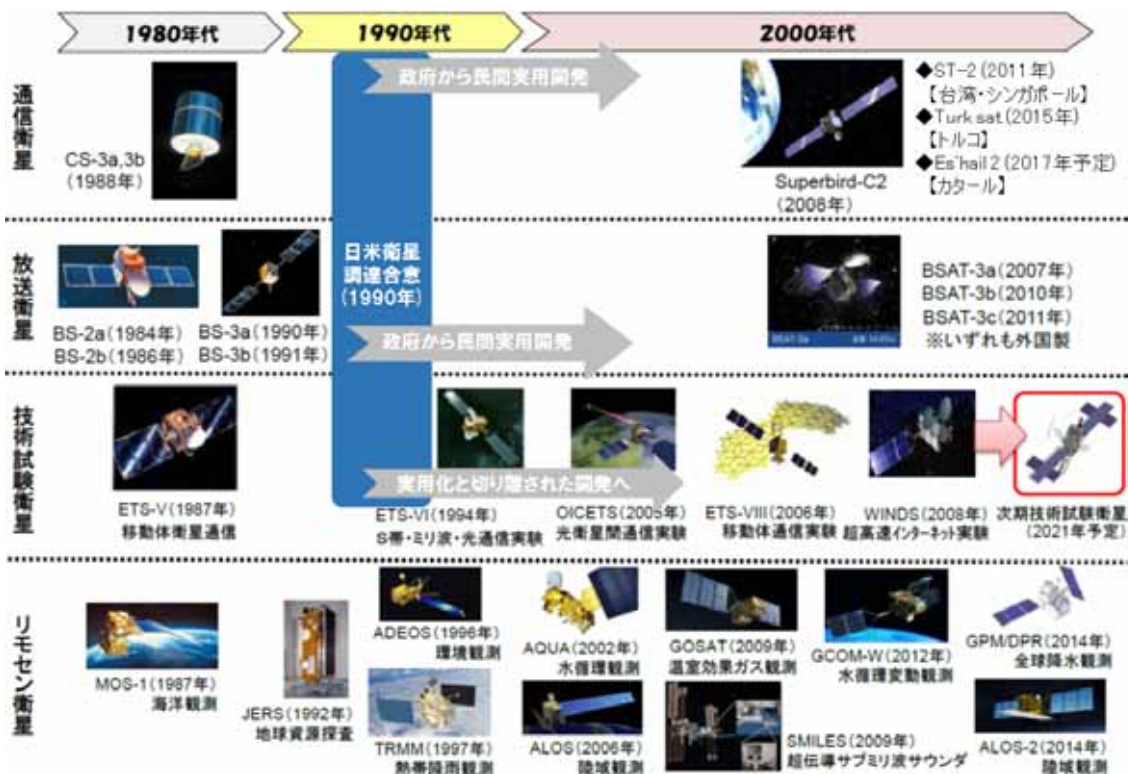 1980年代
1990年代
2000年代
通信衛星
CS-3a,3b
(1988年)
政府から民間実用開発
Superbird-C2
(2008年)
◆ST-2(2011年)
【台湾・シンガポール】
◆Turk sat(2015年)
【トルコ】
◆Es'hail 2(2017年予定)
【カタール】
日米衛星
調達合意
(1990年)
放送衛星
BS-2a(1984年)
BS-2b(1986年)
BS-3a(1990年)
BS-3b(1991年)
政府から民間実用開発
BSAT-3a
BSAT-3a(2007年)
BSAT-3b(2010年)
BSAT-3c(2011年)
※いずれも外国製
技術試験衛星
ETS-V(1987年)
移動体衛星通信
実用化と切り離された開発へ
ETS-VI(1994年)
S帯・ミリ波・光通信実験
OICETS(2005年)
光衛星間通信実験
ETS-VIII(2006年)
移動体通信実験
WINDS(2008年)
超高速インターネット実験
次期技術試験衛星
(2021年予定)
リモセン衛星
MOS-1(1987年)
海洋観測
JERS(1992年)
地球資源探査
ADEOS(1996年)
環境観測
TRMM(1997年)
熱帯降雨観測
AQUA(2002年)
水循環観測
ALOS(2006年)
陸域観測
GOSAT(2009年)
温室効果ガス観測
SMILES(2009年)
超伝導サブミリ波サウンダ
GCOM-W(2012年)
水循環変動観測
GPM/DPR(2014年)
全球降水観測
ALOS-2(2014年)
陸域観測